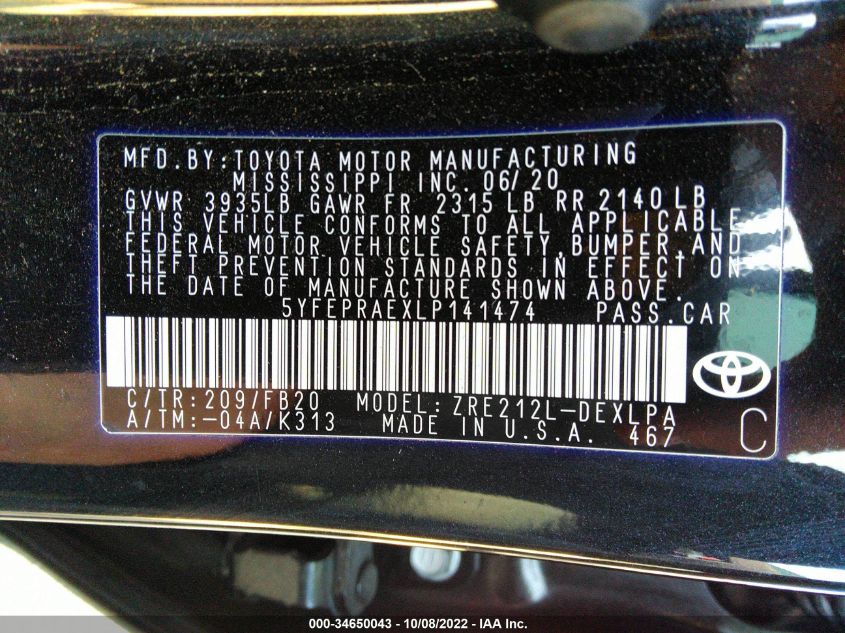 MFD.BY:TOYOTA MOTOR MANUFACTURING
MISSISSIPPI INC. 06/20
GVWR 3935LB GAWR FR 2315 LB RR 2140 LB
THIS VEHICLE CONFORMS TO ALL APPLICABLE
FEDERAL MOTOR VEHICLE SAFETY, BUMPER, AND
THEFT PREVENTION STANDARDS IN EFFECT ON
THE DATE OF MANUFACTURE SHOWN ABOVE.
5YFEPRAEXLP141474 PASS.CAR
C/TR:209/FB20 MODEL:ZRE212L-DEXLPA
A/TM:-04A/K313 MADE IN U.S.A. 467 C
000-34650043 - 10/08/2022 - IAA Inc.